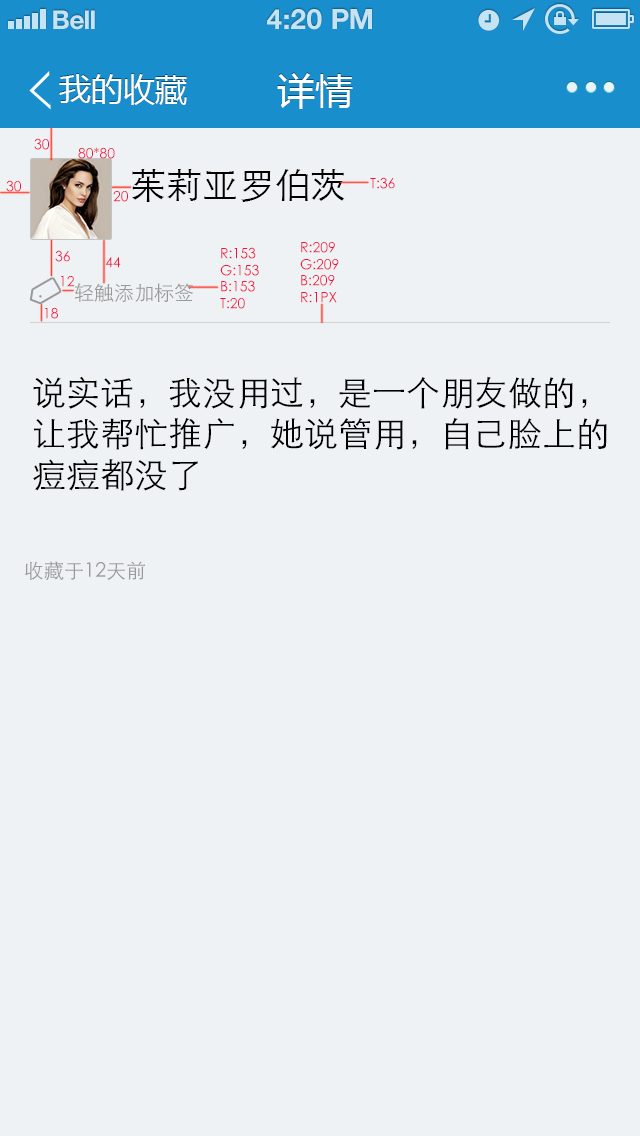 Bell 4:20 PM
我的收藏 详情
30
80*80
30
20
茱莉亚罗伯茨
T:36
36
44
R:153
G:153
B:153
T:20
R:209
G:209
B:209
R:1PX
12
轻触添加标签
18
说实话，我没用过，是一个朋友做的，
让我帮忙推广，她说管用，自己脸上的
痘痘都没了
收藏于12天前